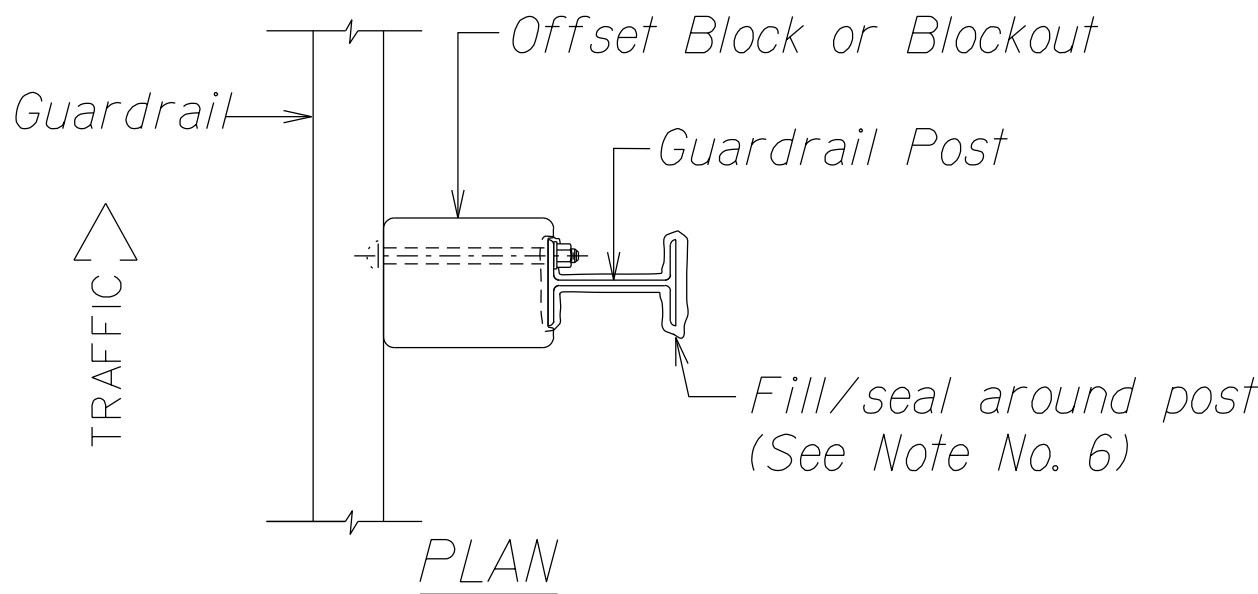 Offset Block or Blockout
Guardrail
Guardrail Post
TRAFFIC
Fill/seal around post
(See Note No. 6)
PLAN